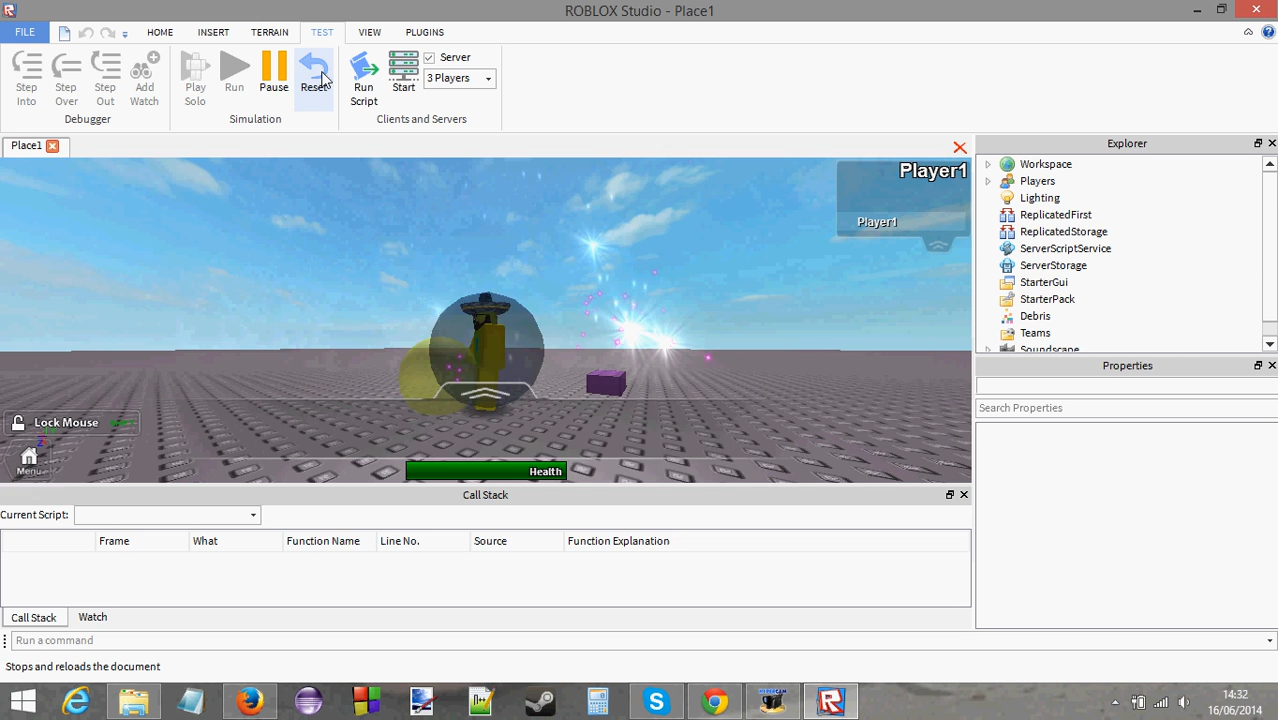 ROBLOX Studio - Place1
FILE HOME INSERT TERRAIN TEST VIEW PLUGINS
Step Into
Step Over
Step Out
Add Watch
Debugger
Play Solo
Run
Pause
Reset
Simulation
Run Script
Start
Server
3 Players
Clients and Servers
Place1
Player1
Player1
Lock Mouse
Menu
Health
Explorer
Workspace
Players
Lighting
ReplicatedFirst
ReplicatedStorage
ServerScriptService
ServerStorage
StarterGui
StarterPack
Debris
Teams
Soundscape
Properties
Search Properties
Call Stack
Current Script:
Frame What Function Name Line No. Source Function Explanation
Call Stack Watch
Run a command
Stops and reloads the document
14:32
16/06/2014